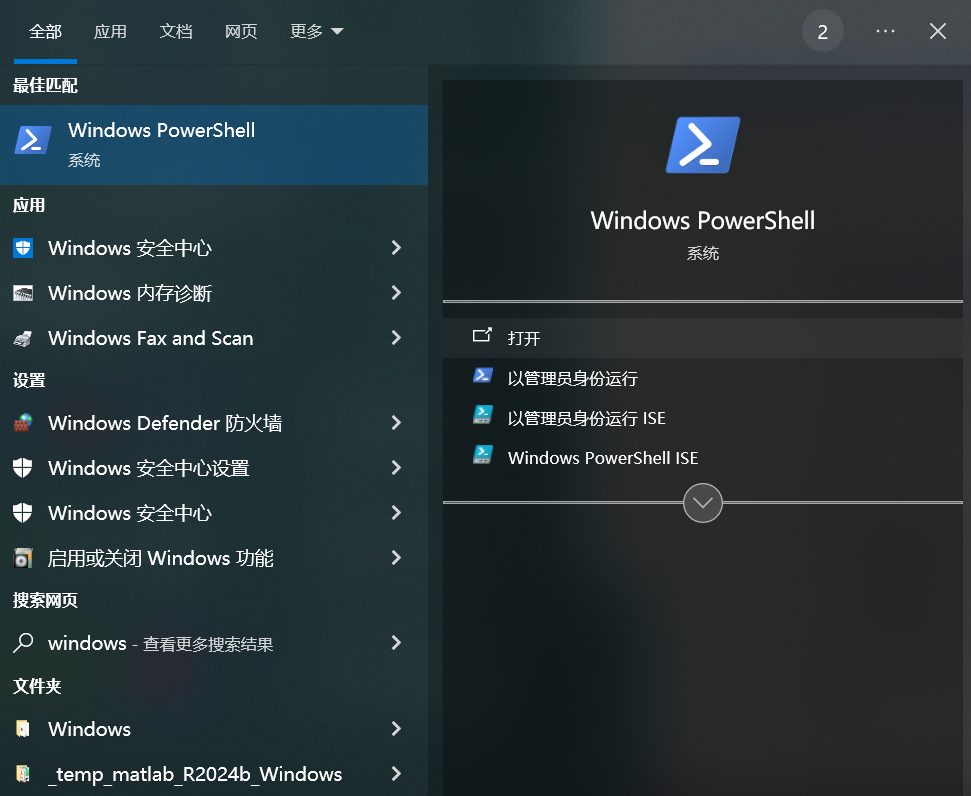 全部 应用 文档 网页 更多 2
最佳匹配
Windows PowerShell
系统
应用
Windows 安全中心
Windows 内存诊断
Windows Fax and Scan
设置
Windows Defender 防火墙
Windows 安全中心设置
Windows 安全中心
启用或关闭 Windows 功能
搜索网页
windows - 查看更多搜索结果
文件夹
Windows
_temp_matlab_R2024b_Windows
Windows PowerShell
系统
打开
以管理员身份运行
以管理员身份运行 ISE
Windows PowerShell ISE